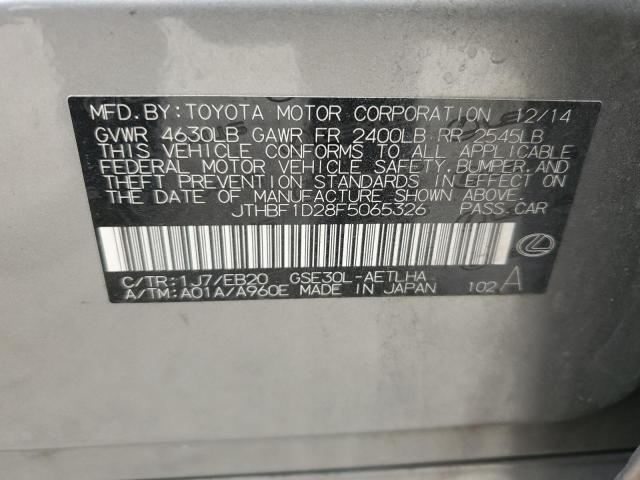 MFD. BY: TOYOTA MOTOR CORPORATION 12/14
GVWR 4630LB GAWR FR 2400LB RR 2545LB
THIS VEHICLE CONFORMS TO ALL APPLICABLE
FEDERAL MOTOR VEHICLE SAFETY, BUMPER, AND
THEFT PREVENTION STANDARDS IN EFFECT ON
THE DATE OF MANUFACTURE SHOWN ABOVE.
JTHBF1D28F5065326 PASS. CAR
C/TR: 1J7/EB20 GSE30L-AETLHA
A/TM: A01A/A960E MADE IN JAPAN 102 A